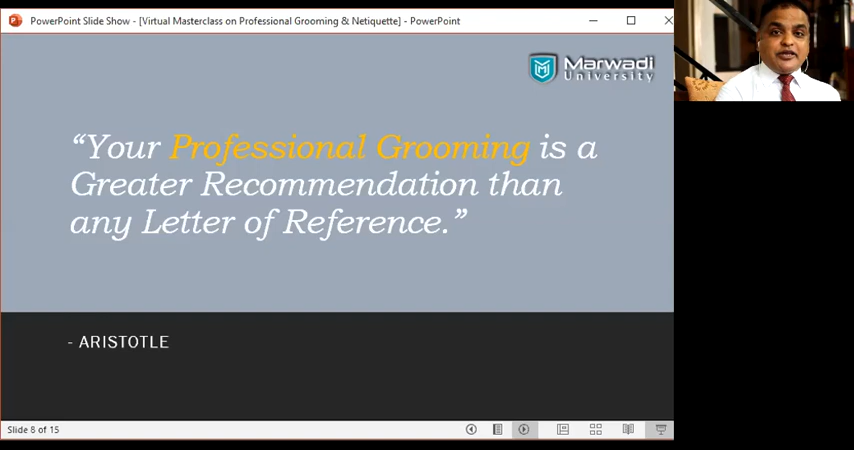 PowerPoint Slide Show - [Virtual Masterclass on Professional Grooming & Netiquette] - PowerPoint
Marwadi
University
“Your Professional Grooming is a
Greater Recommendation than
any Letter of Reference.”
- ARISTOTLE
Slide 8 of 15